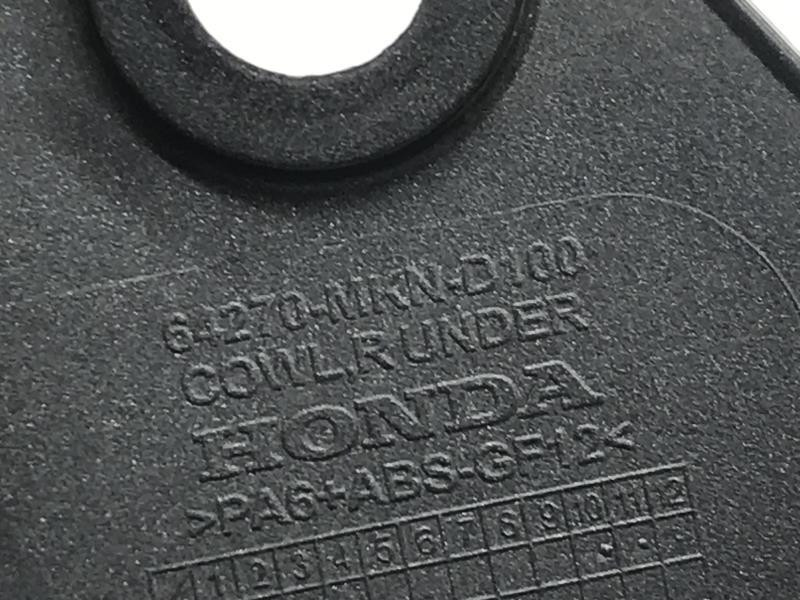 64270-MKN-D100
COWL,R UNDER
HONDA
>PA6+ABS-GF12<
1 2 3 4 5 6 7 8 9 10 11 12